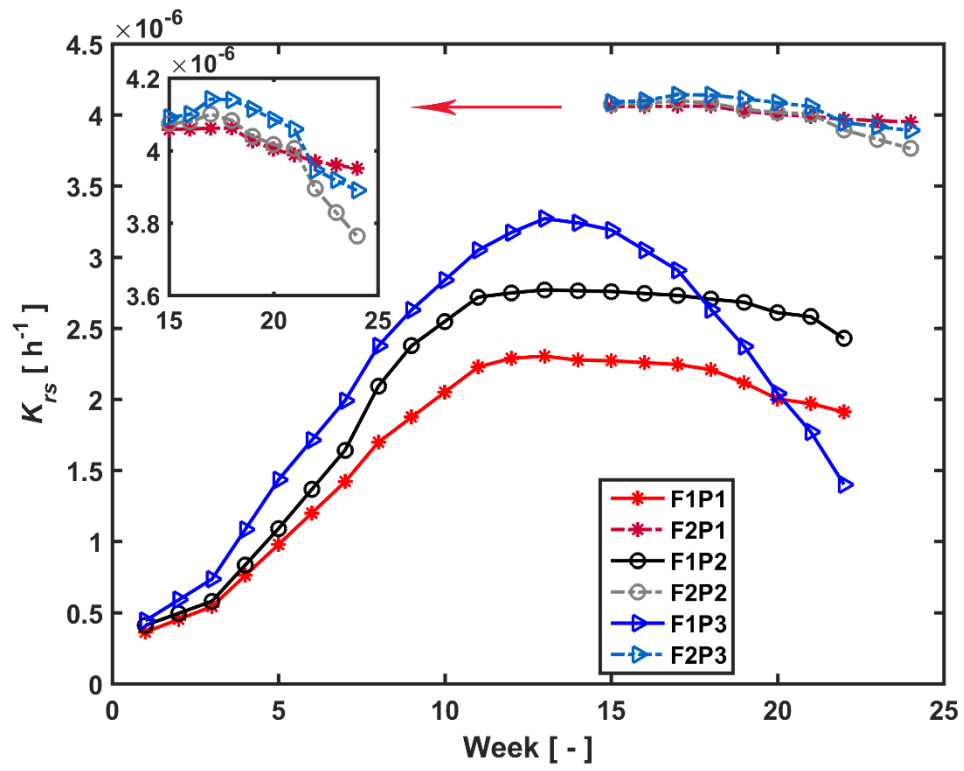 ×10⁻⁶
4.5
4
3.5
3
2.5
2
1.5
1
0.5
0
K_rs [ h⁻¹ ]
0 5 10 15 20 25
Week [ - ]
×10⁻⁶
4.2
4
3.8
3.6
15 20 25
F1P1
F2P1
F1P2
F2P2
F1P3
F2P3